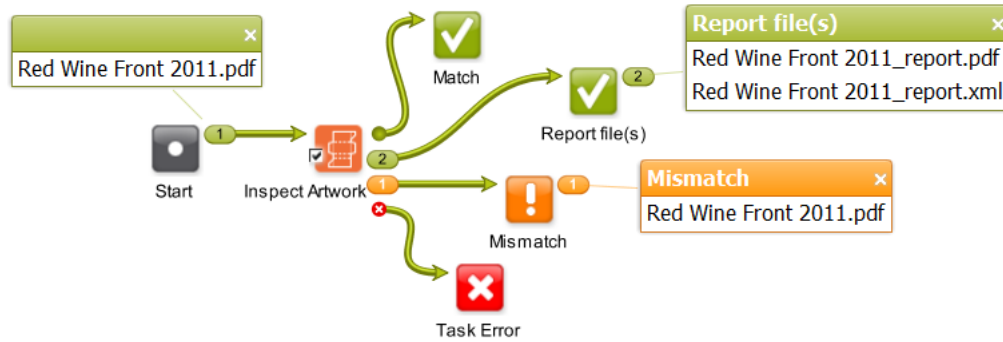 ×
Red Wine Front 2011.pdf
Match
Report file(s) ×
Red Wine Front 2011_report.pdf
Red Wine Front 2011_report.xml
2
Report file(s)
1
Start
Inspect Artwork
2
1
Mismatch
1
Mismatch ×
Red Wine Front 2011.pdf
Task Error